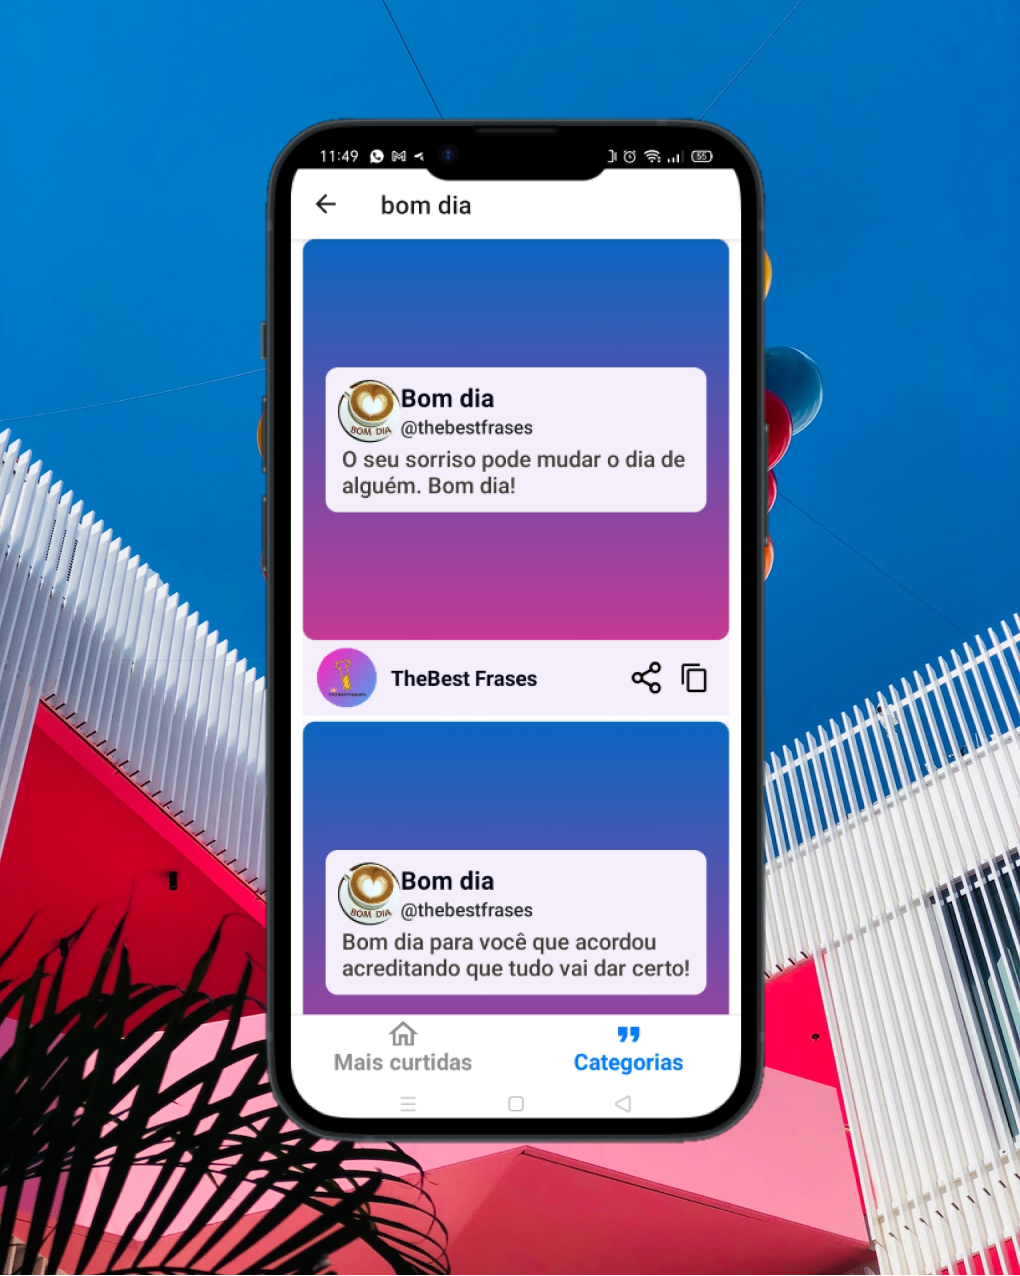 11:49
55
bom dia
BOM DIA
Bom dia
@thebestfrases
O seu sorriso pode mudar o dia de
alguém. Bom dia!
THEBESTFRASES
TheBest Frases
BOM DIA
Bom dia
@thebestfrases
Bom dia para você que acordou
acreditando que tudo vai dar certo!
Mais curtidas
Categorias